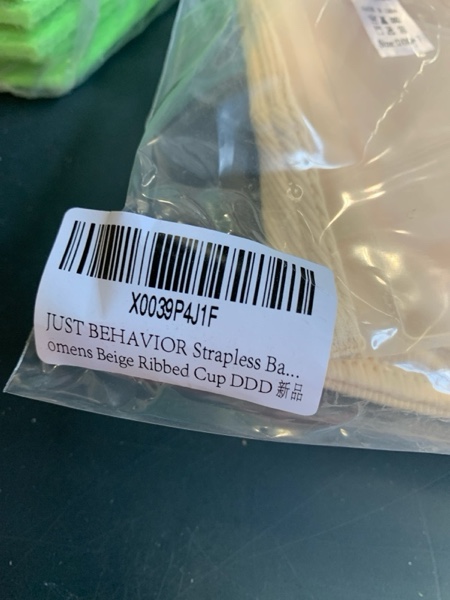 X0039P4J1F
JUST BEHAVIOR Strapless Ba...
omens Beige Ribbed Cup DDD 新品